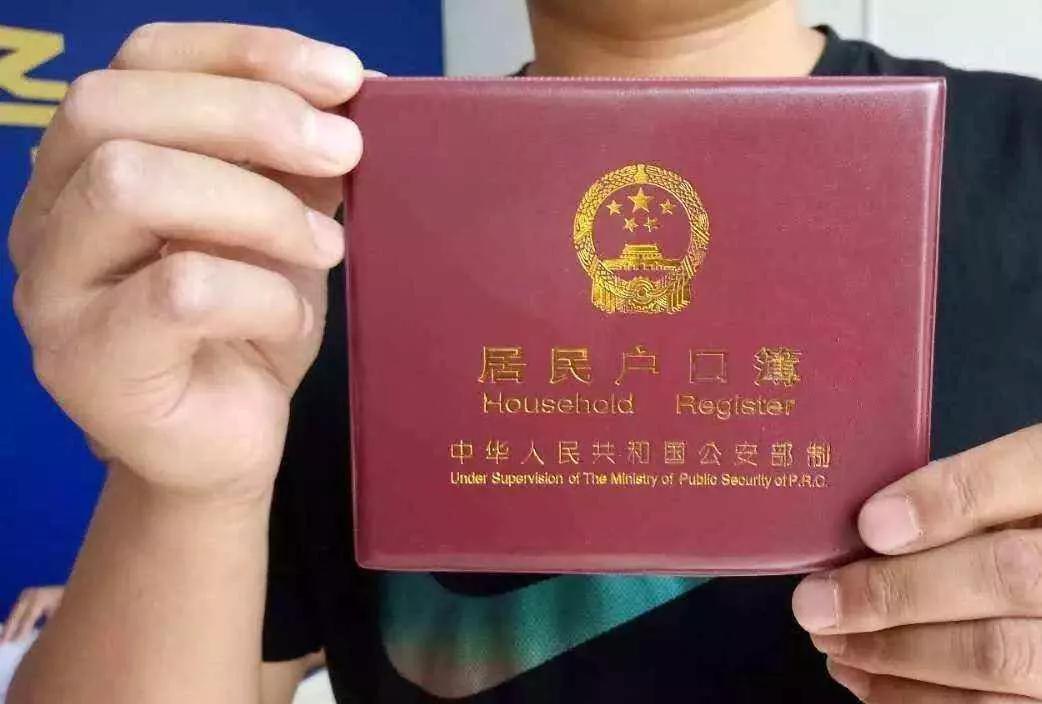 居民户口簿
Household Register
中华人民共和国公安部制
Under Supervision of The Ministry of Public Security of P.R.C.